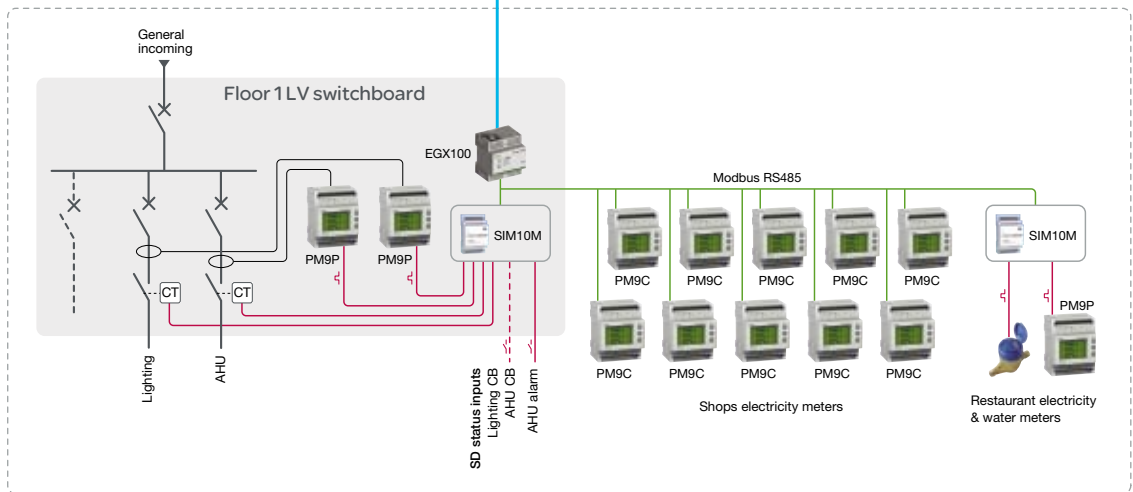 General
incoming
Floor 1 LV switchboard
EGX100
Modbus RS485
SIM10M
SIM10M
PM9P
PM9P
PM9C
PM9C
PM9C
PM9C
PM9C
PM9P
CT
CT
PM9C
PM9C
PM9C
PM9C
PM9C
Lighting
AHU
SD status inputs
Lighting CB
AHU CB
AHU alarm
Shops electricity meters
Restaurant electricity
& water meters